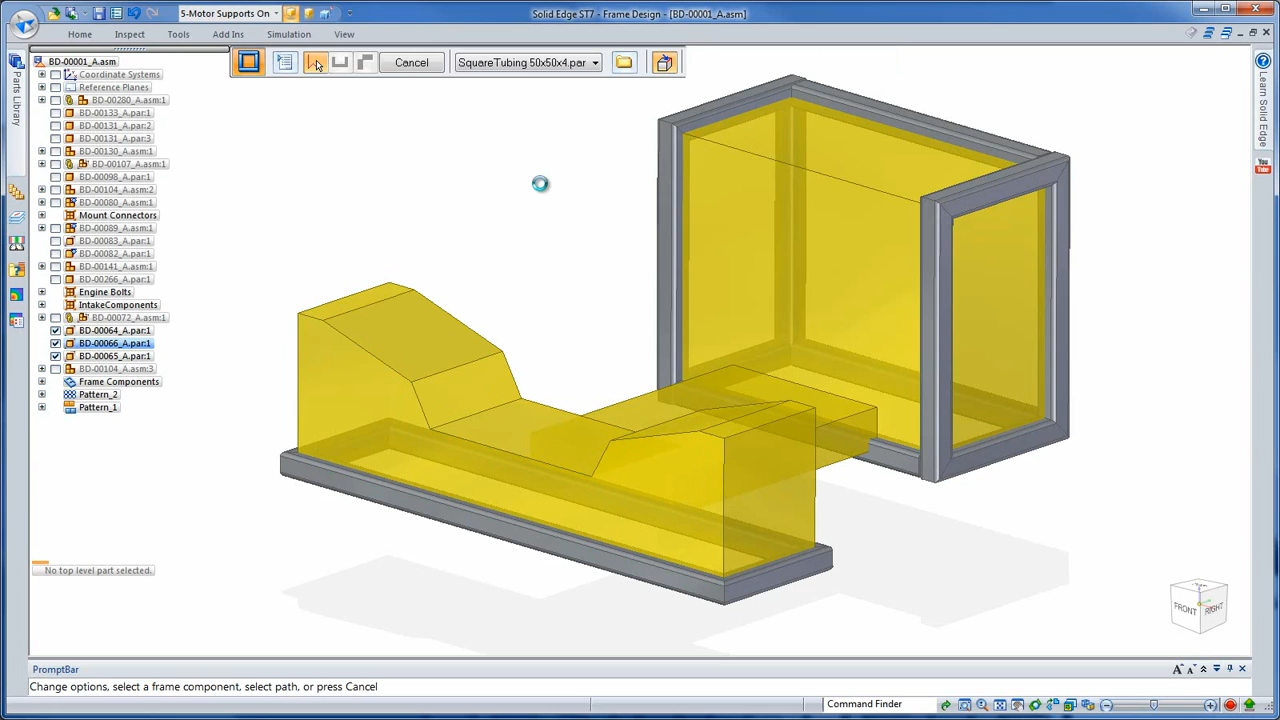 5-Motor Supports On
Solid Edge ST7 - Frame Design - [BD-00001_A.asm]
Home
Inspect
Tools
Add Ins
Simulation
View
Cancel
SquareTubing 50x50x4.par
BD-00001_A.asm
Coordinate Systems
Reference Planes
BD-00280_A.asm:1
BD-00133_A.par:1
BD-00131_A.par:2
BD-00131_A.par:3
BD-00130_A.asm:1
BD-00107_A.asm:1
BD-00098_A.par:1
BD-00104_A.asm:2
BD-00080_A.asm:1
Mount Connectors
BD-00089_A.asm:1
BD-00083_A.par:1
BD-00082_A.par:1
BD-00141_A.asm:1
BD-00266_A.par:1
Engine Bolts
IntakeComponents
BD-00072_A.asm:1
BD-00064_A.par:1
BD-00066_A.par:1
BD-00065_A.par:1
BD-00104_A.asm:3
Frame Components
Pattern_2
Pattern_1
No top level part selected.
Parts Library
Learn Solid Edge
You
Tube
FRONT
RIGHT
PromptBar
Change options, select a frame component, select path, or press Cancel
Command Finder